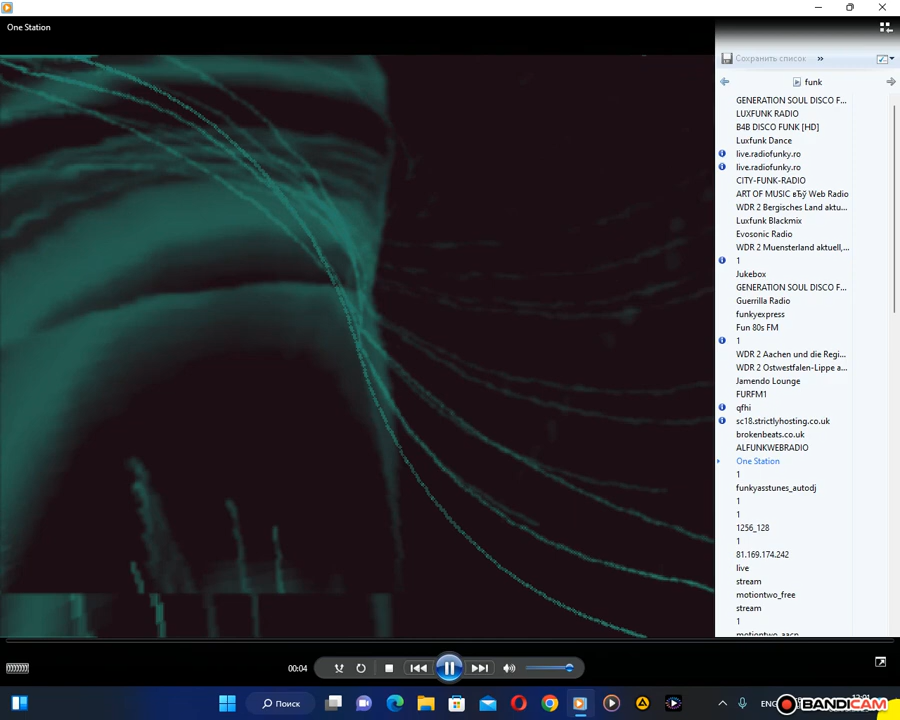 One Station
Сохранить список »
funk
GENERATION SOUL DISCO F...
LUXFUNK RADIO
B4B DISCO FUNK [HD]
Luxfunk Dance
live.radiofunky.ro
live.radiofunky.ro
CITY-FUNK-RADIO
ART OF MUSIC вЂў Web Radio
WDR 2 Bergisches Land aktu...
Luxfunk Blackmix
Evosonic Radio
WDR 2 Muensterland aktuell,...
1
Jukebox
GENERATION SOUL DISCO F...
Guerrilla Radio
funkyexpress
Fun 80s FM
1
WDR 2 Aachen und die Regi...
WDR 2 Ostwestfalen-Lippe a...
Jamendo Lounge
FURFM1
qfhi
sc18.strictlyhosting.co.uk
brokenbeats.co.uk
ALFUNKWEBRADIO
One Station
1
funkyasstunes_autodj
1
1
1256_128
1
81.169.174.242
live
stream
motiontwo_free
stream
1
motiontwo_aacp
00:04
Поиск
ENG
BANDICAM